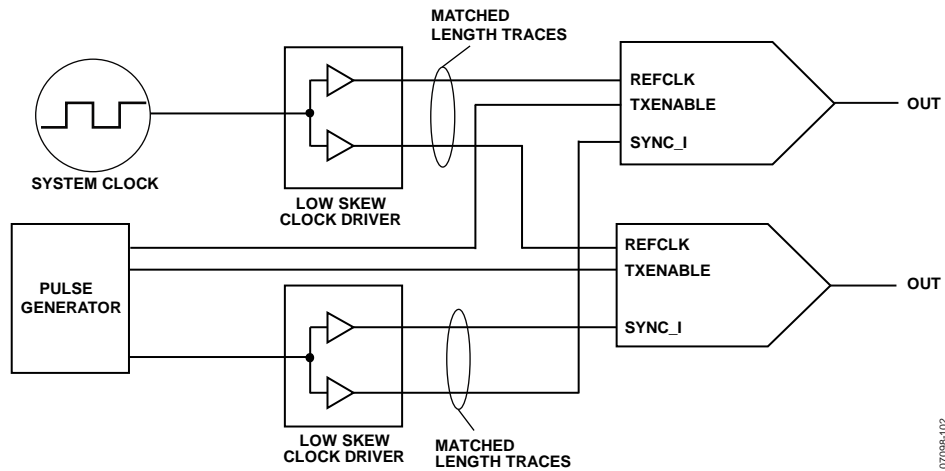 MATCHED
LENGTH TRACES
REFCLK
TXENABLE
SYNC_I
OUT
SYSTEM CLOCK
LOW SKEW
CLOCK DRIVER
PULSE
GENERATOR
REFCLK
TXENABLE
SYNC_I
OUT
LOW SKEW
CLOCK DRIVER
MATCHED
LENGTH TRACES
07098-102